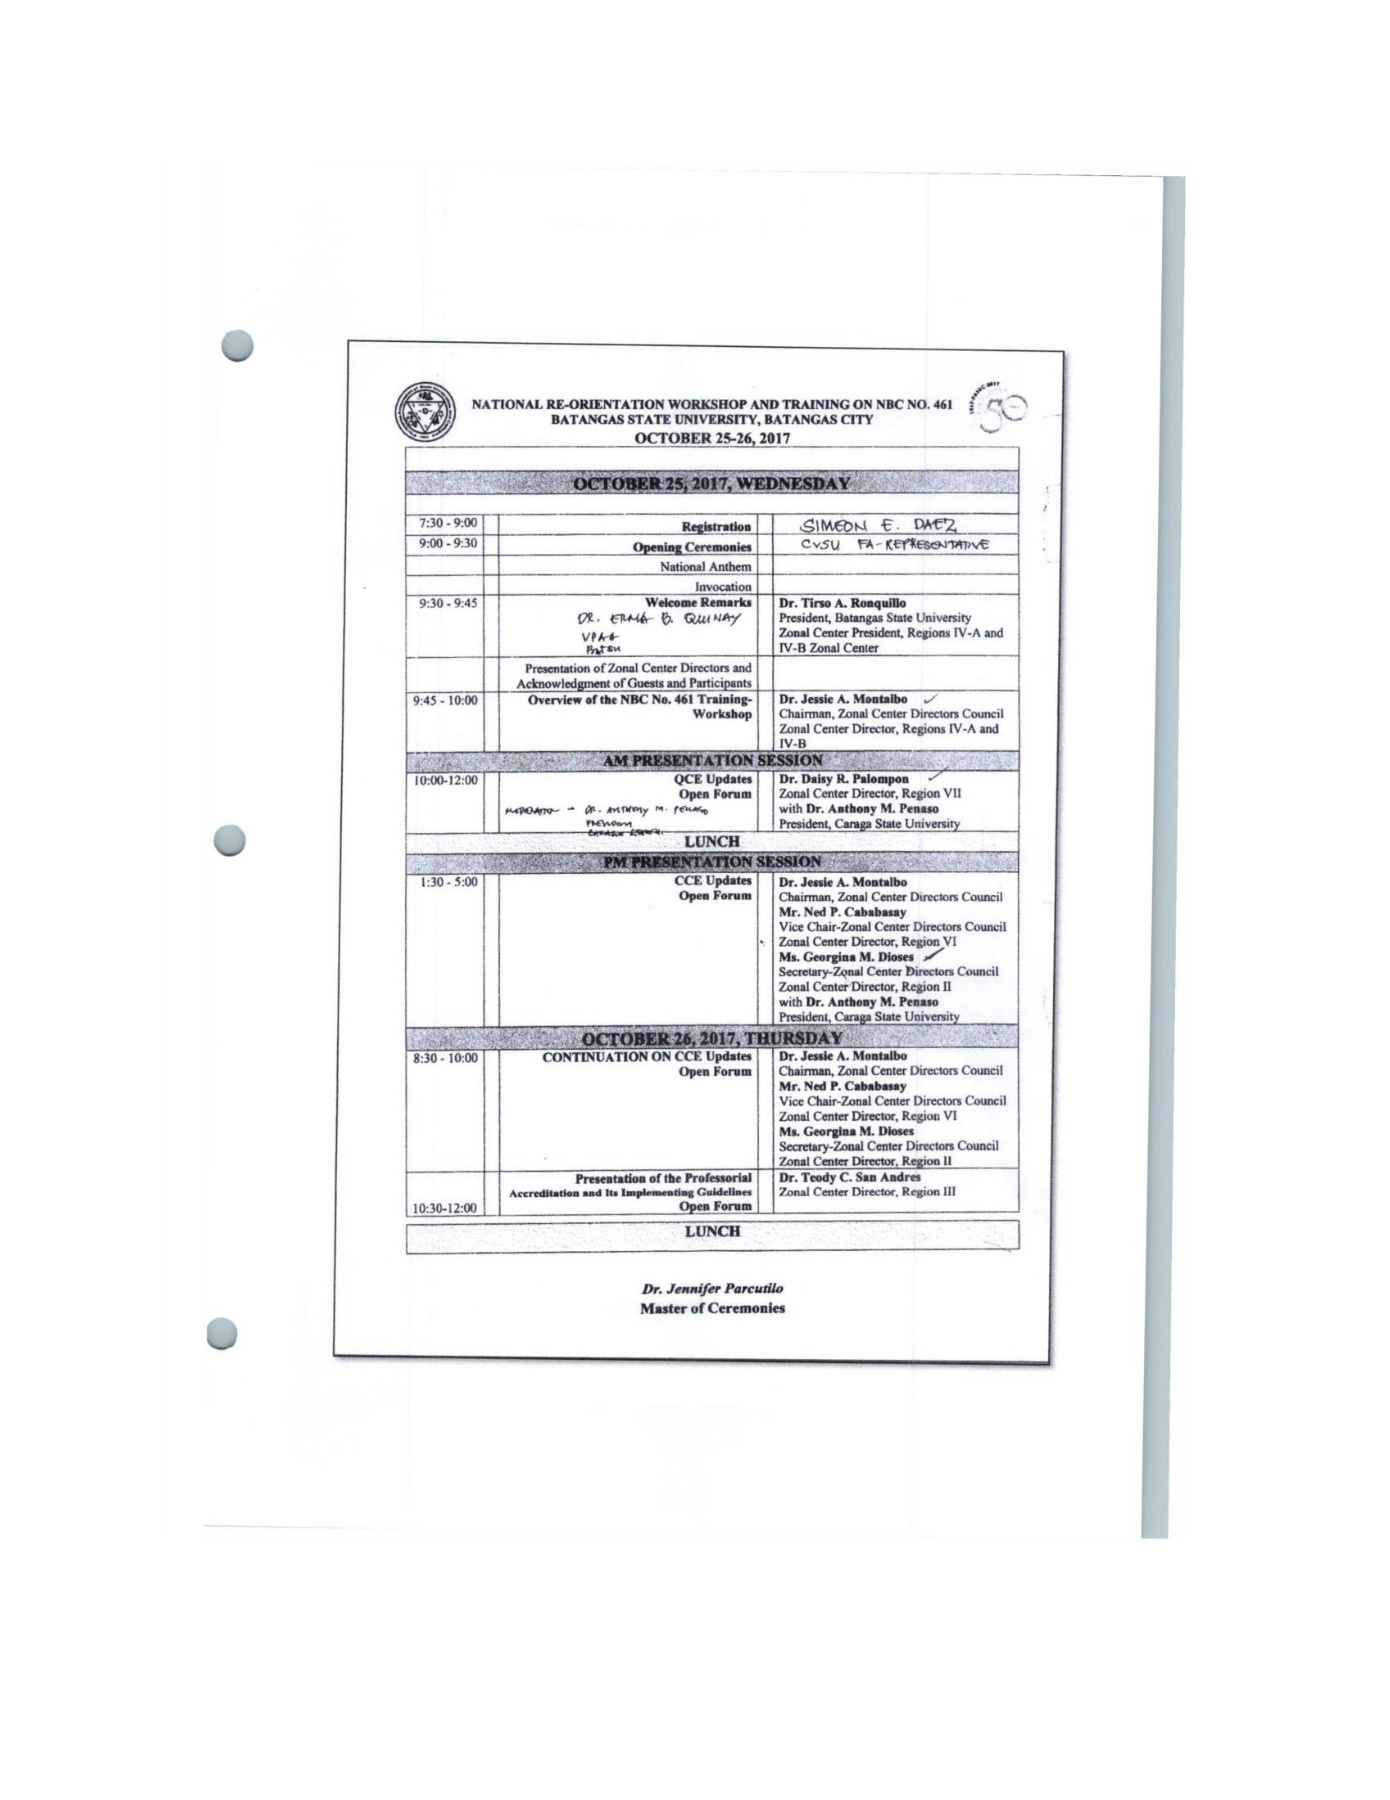 NATIONAL RE-ORIENTATION WORKSHOP AND TRAINING ON NBC NO. 461
BATANGAS STATE UNIVERSITY, BATANGAS CITY
OCTOBER 25-26, 2017
50
OCTOBER 25, 2017, WEDNESDAY
7:30 - 9:00 Registration SIMEON E. DAEZ
9:00 - 9:30 Opening Ceremonies CVSU FA-REPRESENTATIVE
National Anthem
Invocation
9:30 - 9:45 Welcome Remarks Dr. Tirso A. Ronquillo
DR. ERMA B. QUINAY President, Batangas State University
VPAA Zonal Center President, Regions IV-A and
BatSU IV-B Zonal Center
Presentation of Zonal Center Directors and
Acknowledgment of Guests and Participants
9:45 - 10:00 Overview of the NBC No. 461 Training- Dr. Jessie A. Montalbo
Workshop Chairman, Zonal Center Directors Council
Zonal Center Director, Regions IV-A and
IV-B
AM PRESENTATION SESSION
10:00-12:00 QCE Updates Dr. Daisy R. Palompon
Open Forum Zonal Center Director, Region VII
MODERATOR - DR. ANTHONY M. PENASO with Dr. Anthony M. Penaso
PRESIDENT President, Caraga State University
LUNCH
PM PRESENTATION SESSION
1:30 - 5:00 CCE Updates Dr. Jessie A. Montalbo
Open Forum Chairman, Zonal Center Directors Council
Mr. Ned P. Cababasay
Vice Chair-Zonal Center Directors Council
Zonal Center Director, Region VI
Ms. Georgina M. Dioses
Secretary-Zonal Center Directors Council
Zonal Center Director, Region II
with Dr. Anthony M. Penaso
President, Caraga State University
OCTOBER 26, 2017, THURSDAY
8:30 - 10:00 CONTINUATION ON CCE Updates Dr. Jessie A. Montalbo
Open Forum Chairman, Zonal Center Directors Council
Mr. Ned P. Cababasay
Vice Chair-Zonal Center Directors Council
Zonal Center Director, Region VI
Ms. Georgina M. Dioses
Secretary-Zonal Center Directors Council
Zonal Center Director, Region II
Presentation of the Professorial Dr. Teody C. San Andres
Accreditation and Its Implementing Guidelines Zonal Center Director, Region III
10:30-12:00 Open Forum
LUNCH
Dr. Jennifer Parcutilo
Master of Ceremonies